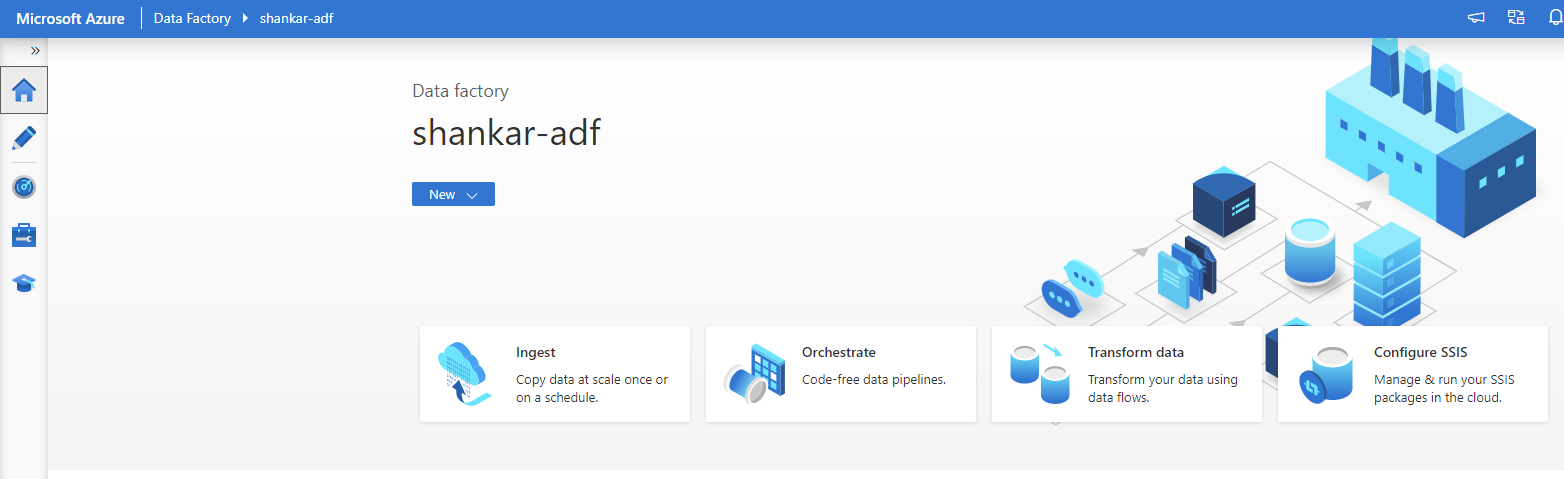 Microsoft Azure
Data Factory
shankar-adf
Data factory
shankar-adf
New
Ingest
Copy data at scale once or
on a schedule.
Orchestrate
Code-free data pipelines.
Transform data
Transform your data using
data flows.
Configure SSIS
Manage & run your SSIS
packages in the cloud.